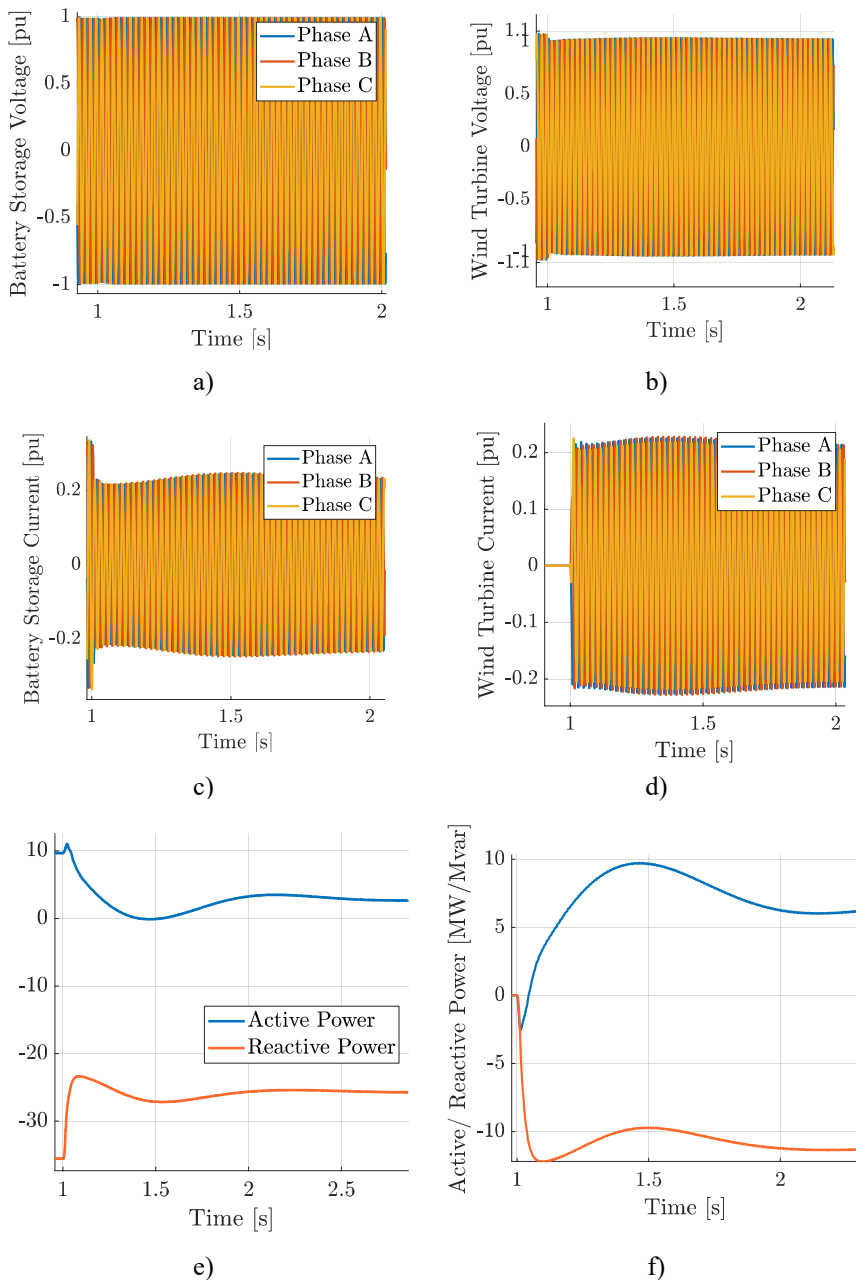 Battery Storage Voltage [pu]
1
0.5
0
-0.5
-1
Phase A
Phase B
Phase C
1
1.5
2
Time [s]
a)
Wind Turbine Voltage [pu]
1.1
1
0.5
0
-0.5
-1
-1.1
1
1.5
2
Time [s]
b)
Battery Storage Current [pu]
0.2
0
-0.2
Phase A
Phase B
Phase C
1
1.5
2
Time [s]
c)
Wind Turbine Current [pu]
0.2
0.1
0
-0.1
-0.2
Phase A
Phase B
Phase C
1
1.5
2
Time [s]
d)
10
0
-10
-20
-30
Active Power
Reactive Power
1
1.5
2
2.5
Time [s]
e)
Active/ Reactive Power [MW/Mvar]
10
5
0
-5
-10
1
1.5
2
Time [s]
f)